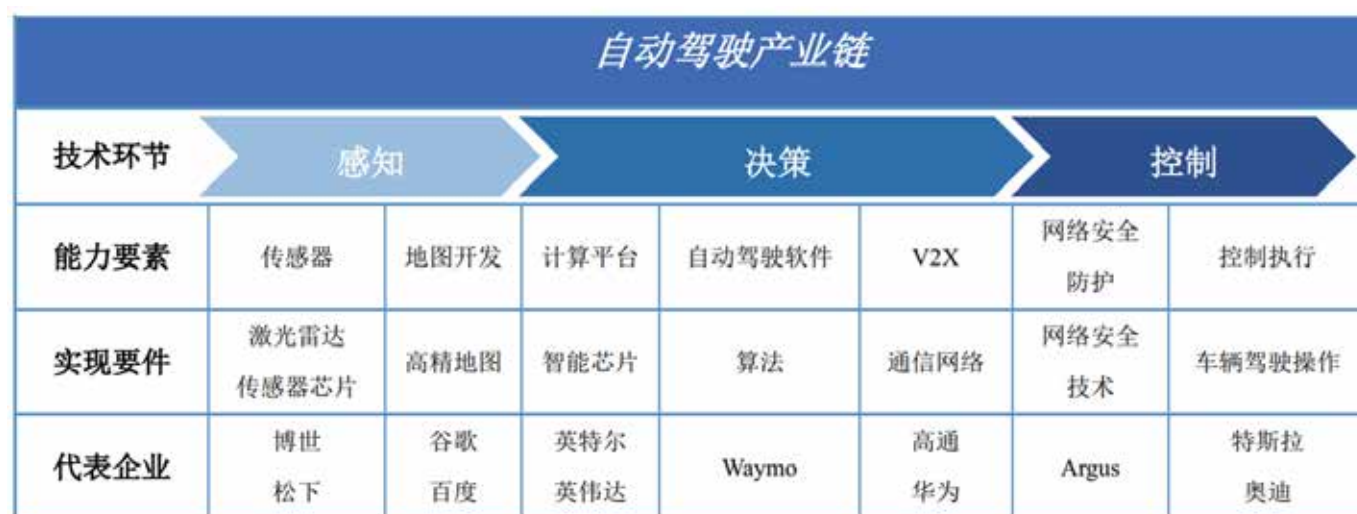 自动驾驶产业链
技术环节 感知 决策 控制
能力要素 传感器 地图开发 计算平台 自动驾驶软件 V2X 网络安全 防护 控制执行
实现要件 激光雷达 传感器芯片 高精地图 智能芯片 算法 通信网络 网络安全 技术 车辆驾驶操作
代表企业 博世 松下 谷歌 百度 英特尔 英伟达 Waymo 高通 华为 Argus 特斯拉 奥迪